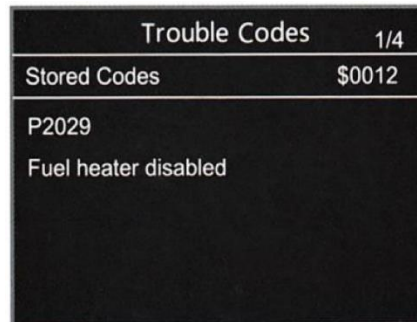 Trouble Codes 1/4
Stored Codes $0012
P2029
Fuel heater disabled